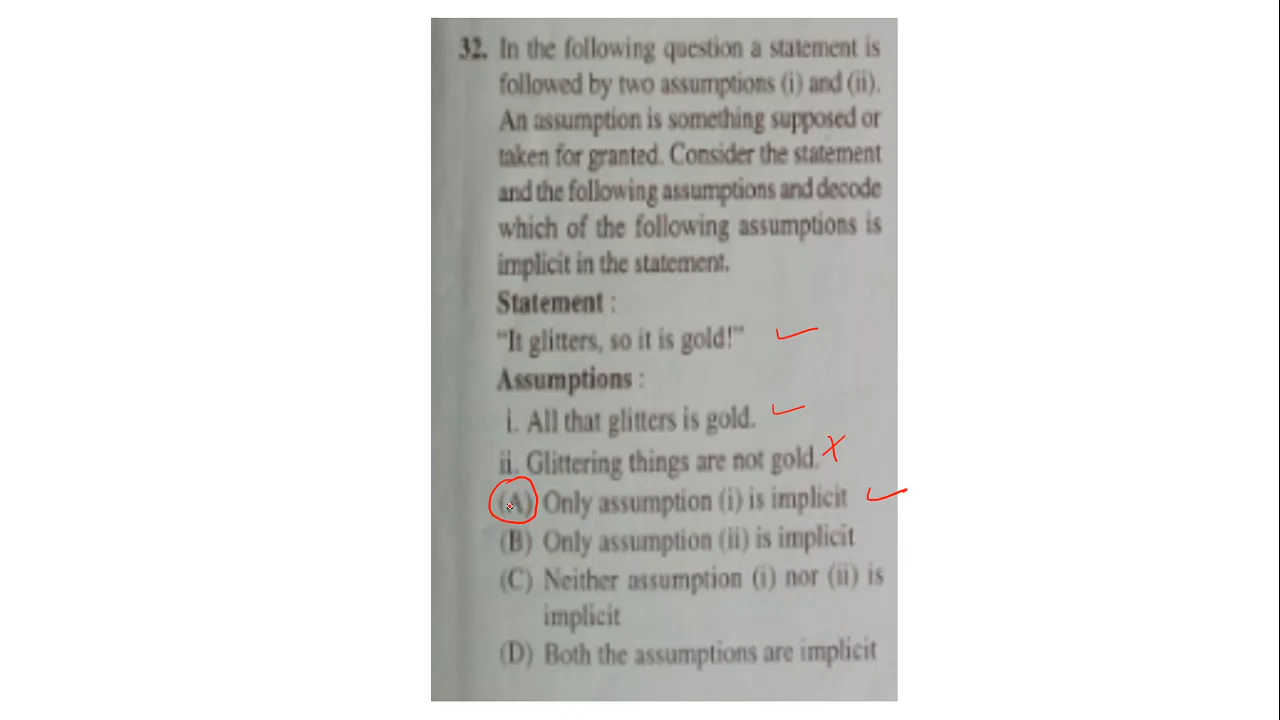 32. In the following question a statement is
followed by two assumptions (i) and (ii).
An assumption is something supposed or
taken for granted. Consider the statement
and the following assumptions and decode
which of the following assumptions is
implicit in the statement.
Statement :
"It glitters, so it is gold!"
Assumptions :
i. All that glitters is gold.
ii. Glittering things are not gold.
(A) Only assumption (i) is implicit
(B) Only assumption (ii) is implicit
(C) Neither assumption (i) nor (ii) is
implicit
(D) Both the assumptions are implicit